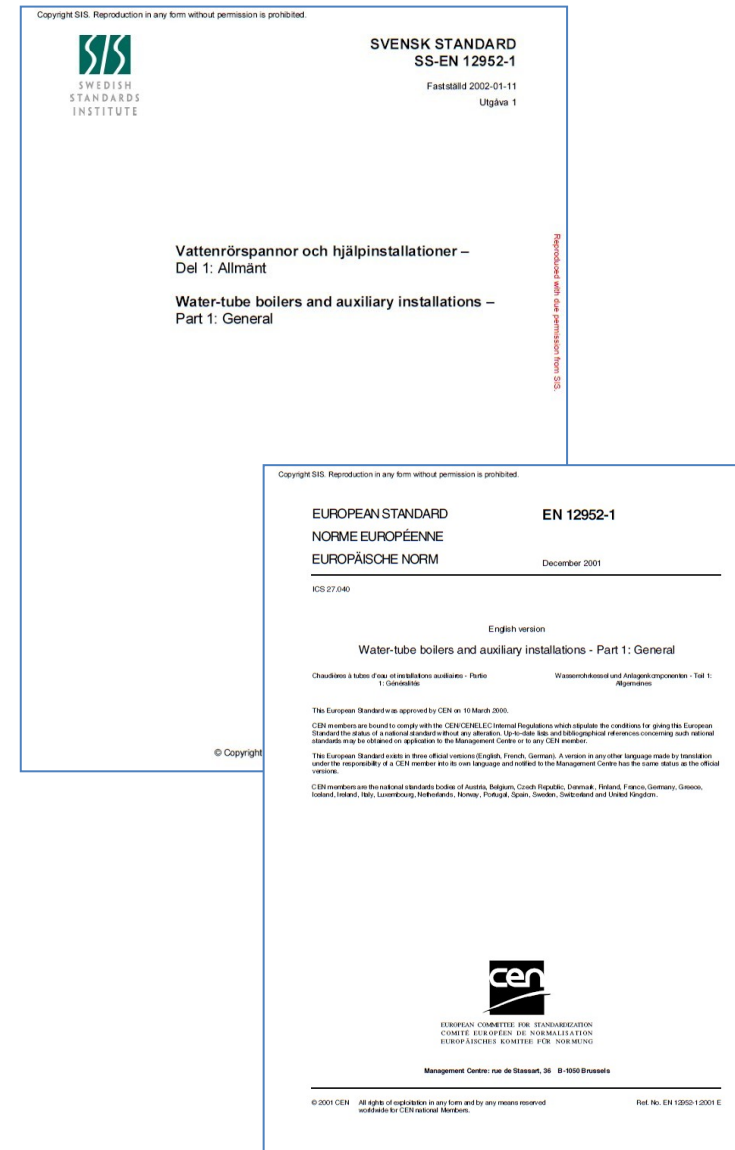 Copyright SIS. Reproduction in any form without permission is prohibited.
SIS
SWEDISH
STANDARDS
INSTITUTE
SVENSK STANDARD
SS-EN 12952-1
Fastställd 2002-01-11
Utgåva 1
Vattenrörspannor och hjälpinstallationer –
Del 1: Allmänt
Water-tube boilers and auxiliary installations –
Part 1: General
Reproduced with due permission from SIS.
© Copyright
Copyright SIS. Reproduction in any form without permission is prohibited.
EUROPEAN STANDARD
NORME EUROPÉENNE
EUROPÄISCHE NORM
EN 12952-1
December 2001
ICS 27.040
English version
Water-tube boilers and auxiliary installations - Part 1: General
Chaudières à tubes d'eau et installations auxiliaires - Partie
1: Généralités
Wasserrohrkessel und Anlagenkomponenten - Teil 1:
Allgemeines
This European Standard was approved by CEN on 10 March 2000.
CEN members are bound to comply with the CEN/CENELEC Internal Regulations which stipulate the conditions for giving this European
Standard the status of a national standard without any alteration. Up-to-date lists and bibliographical references concerning such national
standards may be obtained on application to the Management Centre or to any CEN member.
This European Standard exists in three official versions (English, French, German). A version in any other language made by translation
under the responsibility of a CEN member into its own language and notified to the Management Centre has the same status as the official
versions.
CEN members are the national standards bodies of Austria, Belgium, Czech Republic, Denmark, Finland, France, Germany, Greece,
Iceland, Ireland, Italy, Luxembourg, Netherlands, Norway, Portugal, Spain, Sweden, Switzerland and United Kingdom.
cen
EUROPEAN COMMITTEE FOR STANDARDIZATION
COMITÉ EUROPÉEN DE NORMALISATION
EUROPÄISCHES KOMITEE FÜR NORMUNG
Management Centre: rue de Stassart, 36 B-1050 Brussels
© 2001 CEN All rights of exploitation in any form and by any means reserved
worldwide for CEN national Members.
Ref. No. EN 12952-1:2001 E